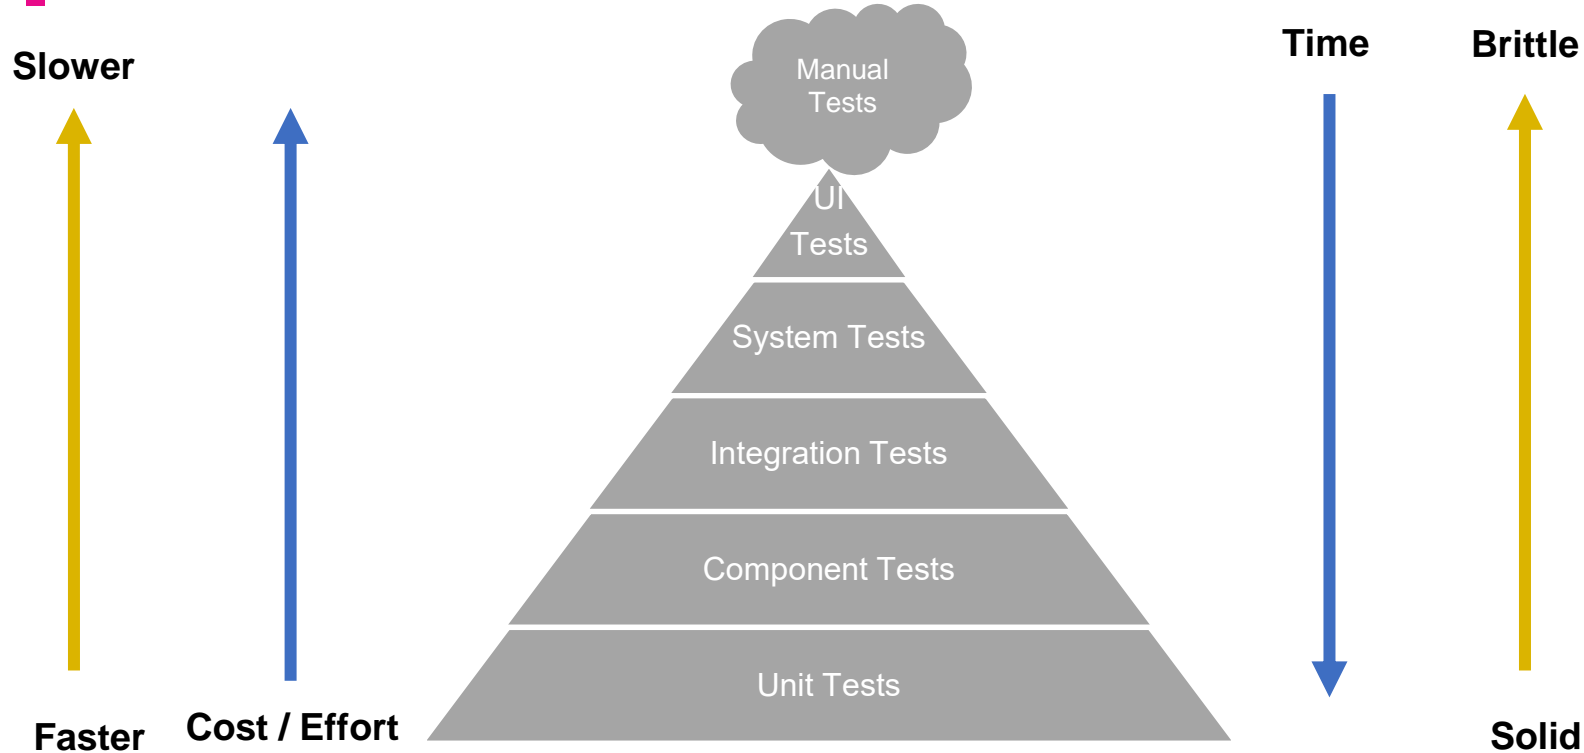 Slower
Manual
Tests
Time
Brittle
UI
Tests
System Tests
Integration Tests
Component Tests
Unit Tests
Faster
Cost / Effort
Solid